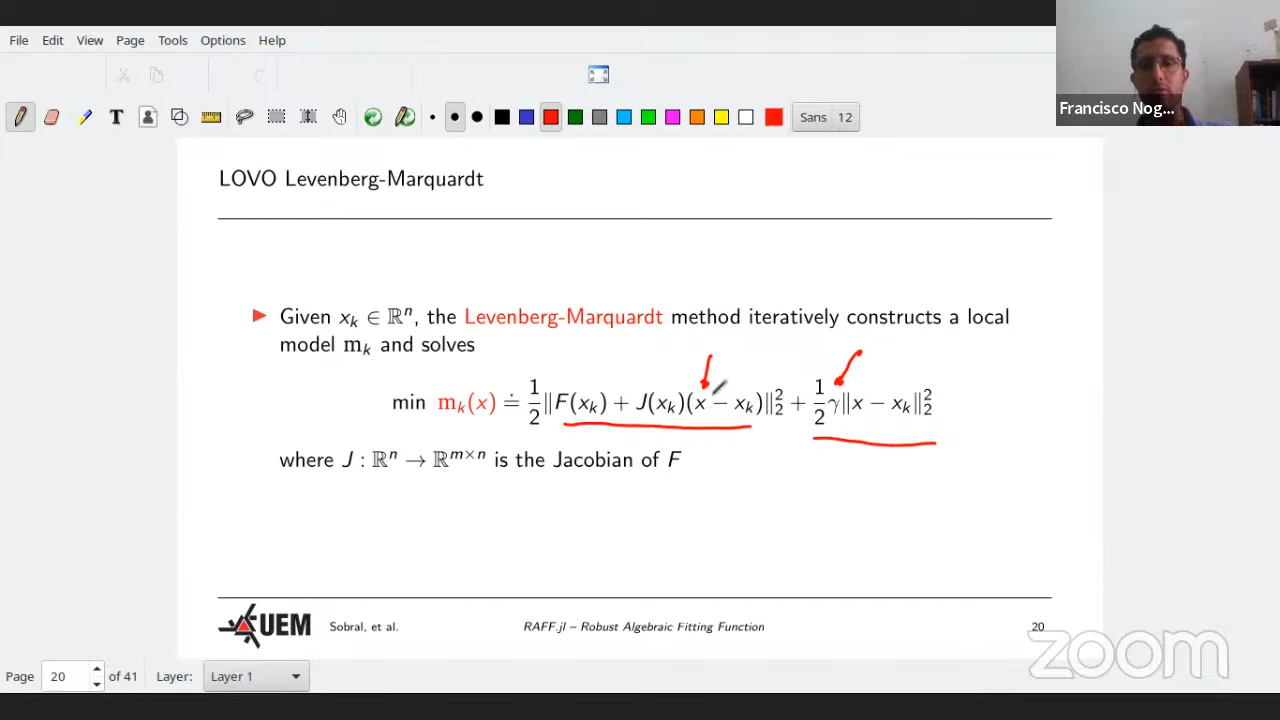 File Edit View Page Tools Options Help
T
Sans 12
Francisco Nog...
LOVO Levenberg-Marquardt
Given xₖ ∈ ℝⁿ, the Levenberg-Marquardt method iteratively constructs a local
model mₖ and solves
min mₖ(x) ≐ 1/2 ‖F(xₖ) + J(xₖ)(x − xₖ)‖₂² + 1/2 γ‖x − xₖ‖₂²
where J : ℝⁿ → ℝᵐˣⁿ is the Jacobian of F
UEM Sobral, et al. RAFF.jl – Robust Algebraic Fitting Function 20
zoom
Page 20 of 41 Layer: Layer 1